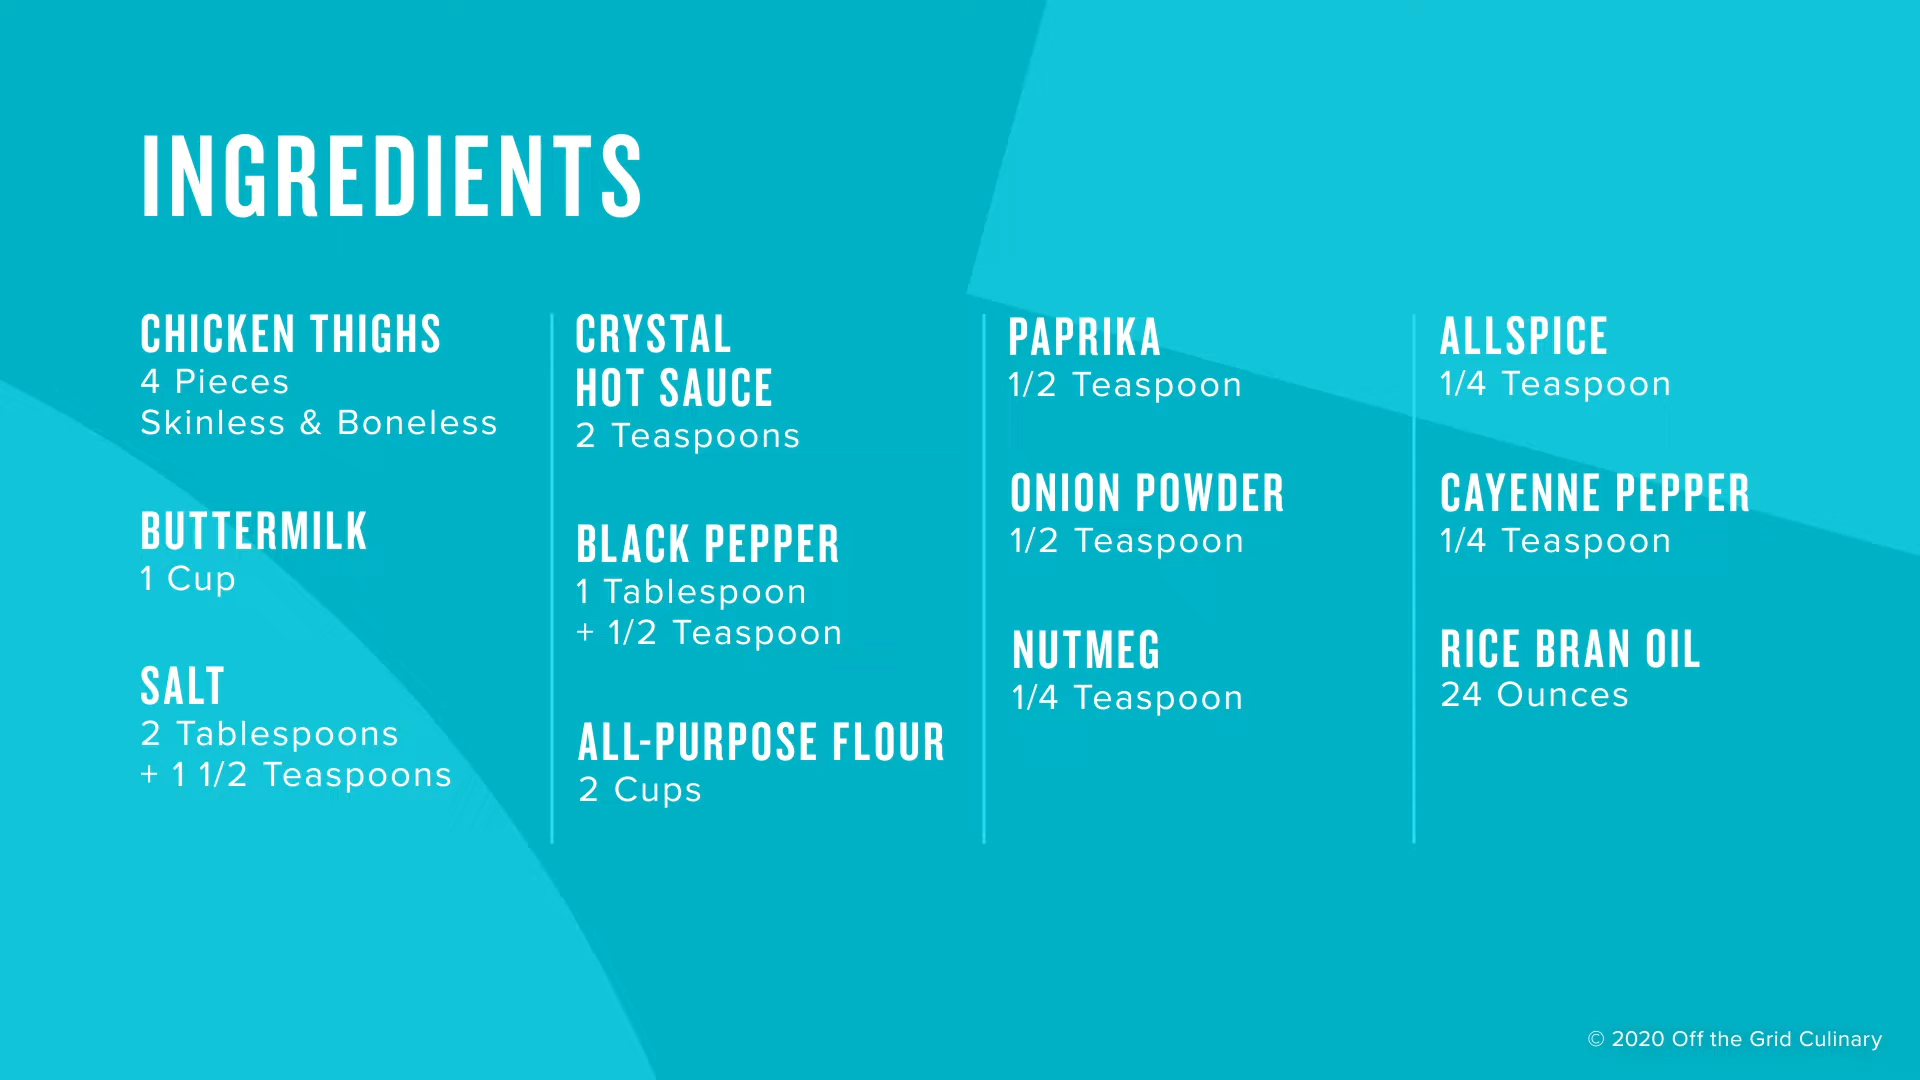 INGREDIENTS
CHICKEN THIGHS
4 Pieces
Skinless & Boneless
BUTTERMILK
1 Cup
SALT
2 Tablespoons
+ 1 1/2 Teaspoons
CRYSTAL
HOT SAUCE
2 Teaspoons
BLACK PEPPER
1 Tablespoon
+ 1/2 Teaspoon
ALL-PURPOSE FLOUR
2 Cups
PAPRIKA
1/2 Teaspoon
ONION POWDER
1/2 Teaspoon
NUTMEG
1/4 Teaspoon
ALLSPICE
1/4 Teaspoon
CAYENNE PEPPER
1/4 Teaspoon
RICE BRAN OIL
24 Ounces
© 2020 Off the Grid Culinary